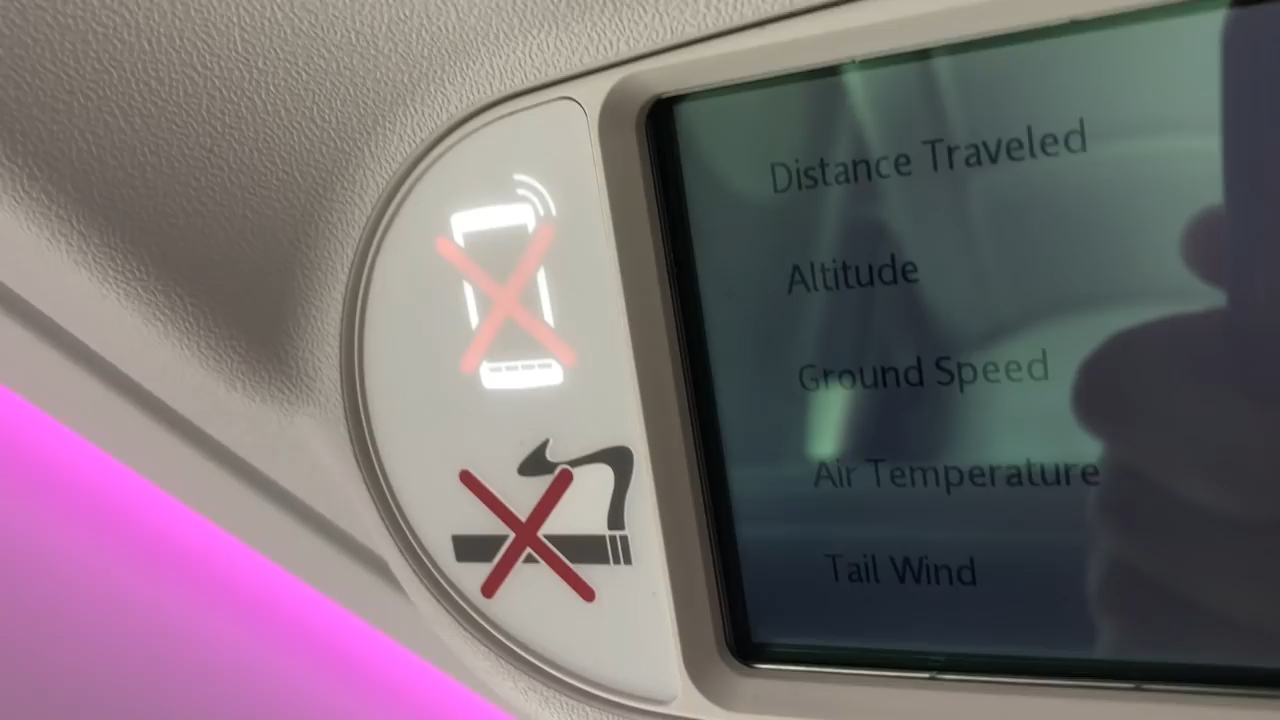 Distance Traveled
Altitude
Ground Speed
Air Temperature
Tail Wind